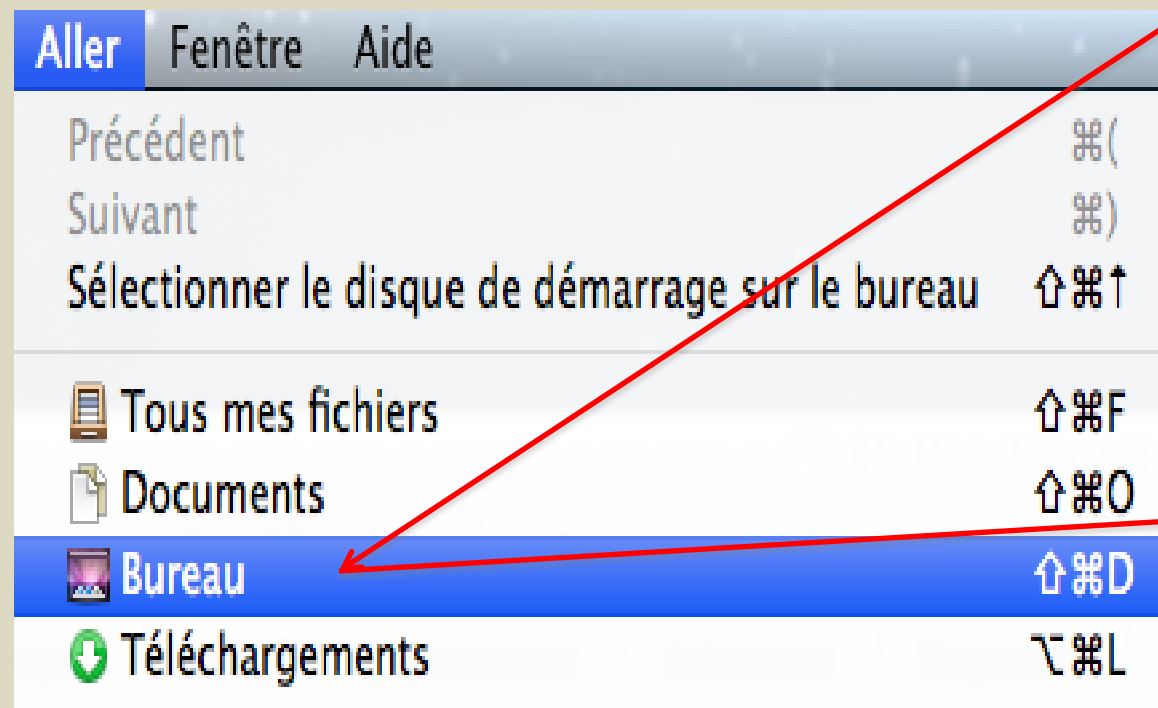 Aller Fenêtre Aide
Précédent ⌘(
Suivant ⌘)
Sélectionner le disque de démarrage sur le bureau ⇧⌘↑
Tous mes fichiers ⇧⌘F
Documents ⇧⌘O
Bureau ⇧⌘D
Téléchargements ⌥⌘L